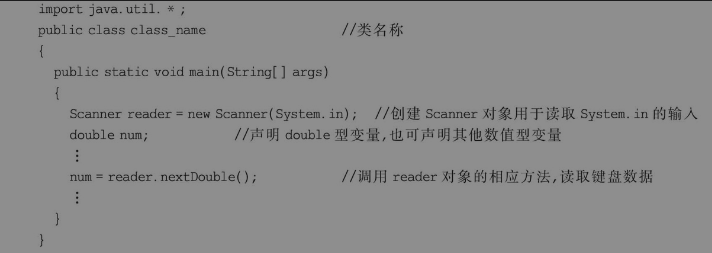 import java.util. * ;
public class class_name //类名称
{
public static void main(String[] args)
{
Scanner reader = new Scanner(System.in); //创建 Scanner 对象用于读取 System.in 的输入
double num; //声明 double 型变量,也可声明其他数值型变量
⋮
num = reader.nextDouble(); //调用 reader 对象的相应方法,读取键盘数据
⋮
}
}